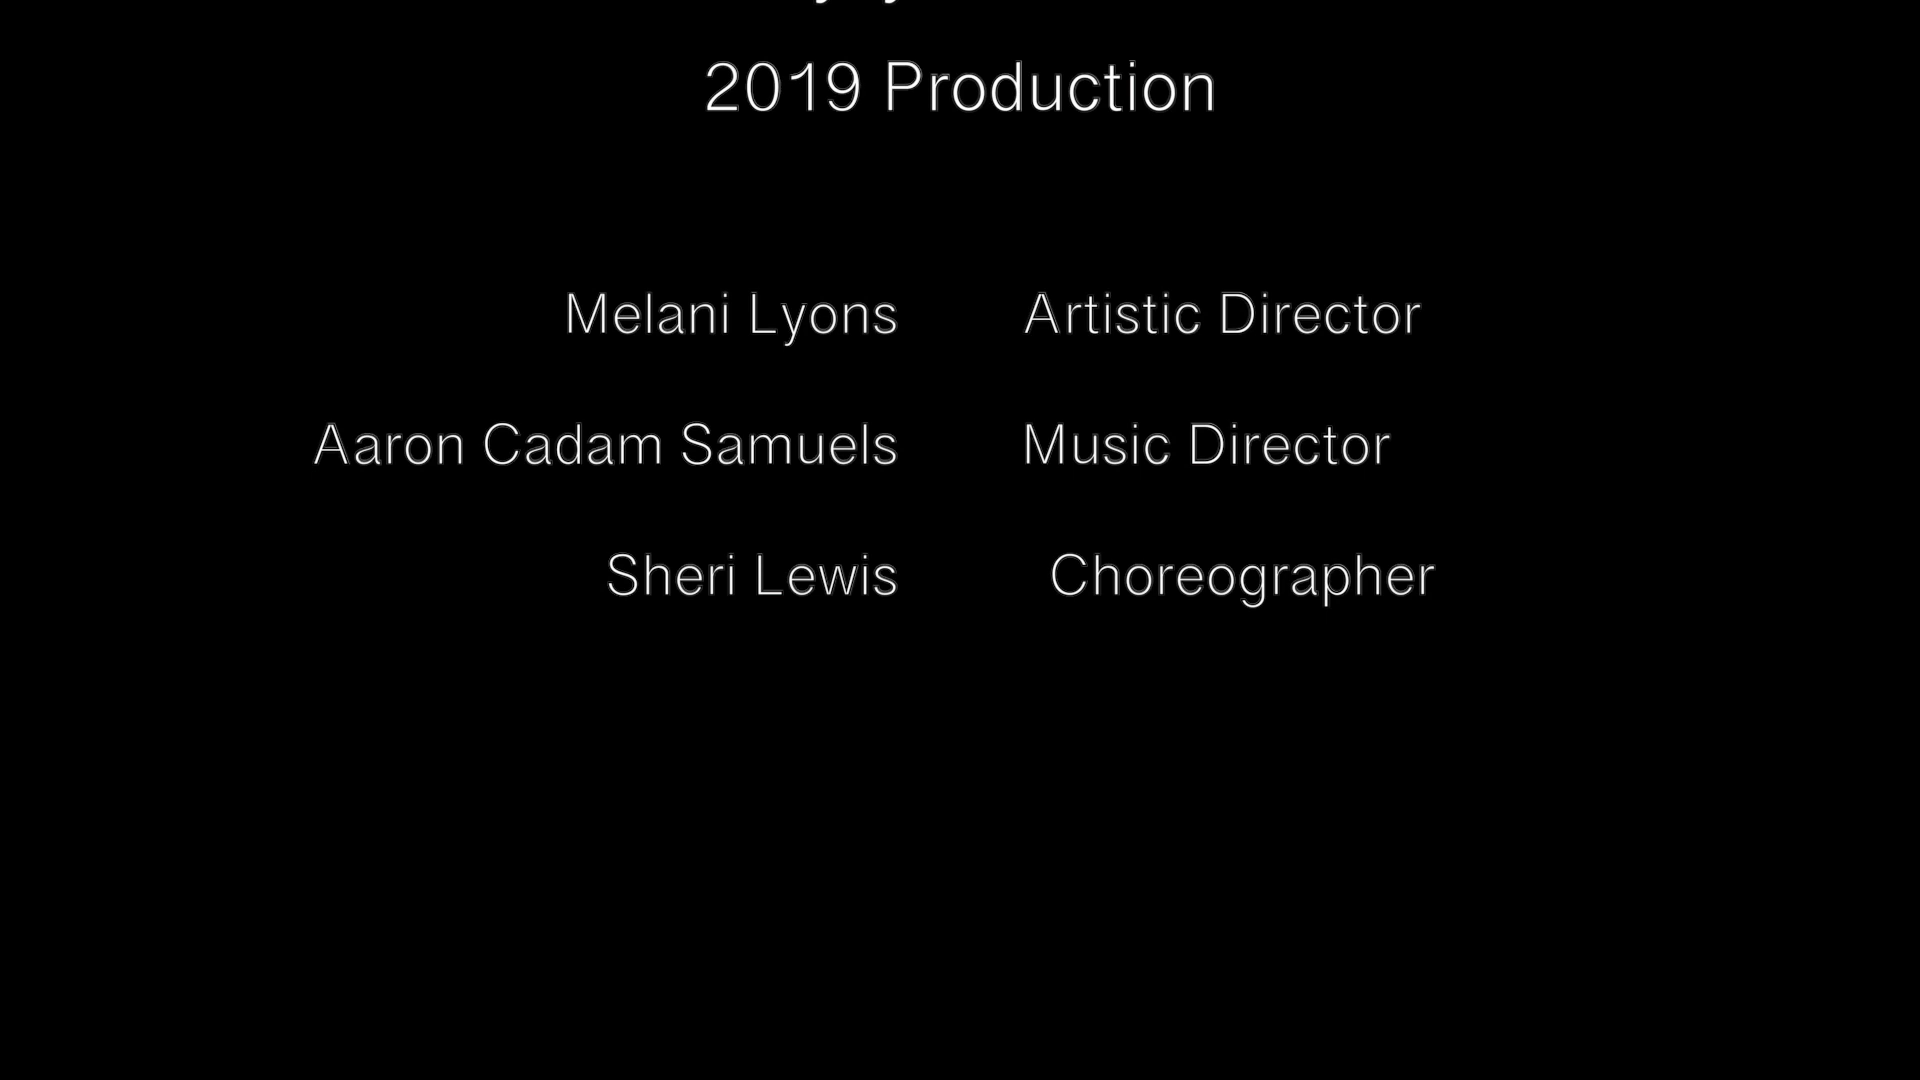 2019 Production
Melani Lyons Artistic Director
Aaron Cadam Samuels Music Director
Sheri Lewis Choreographer